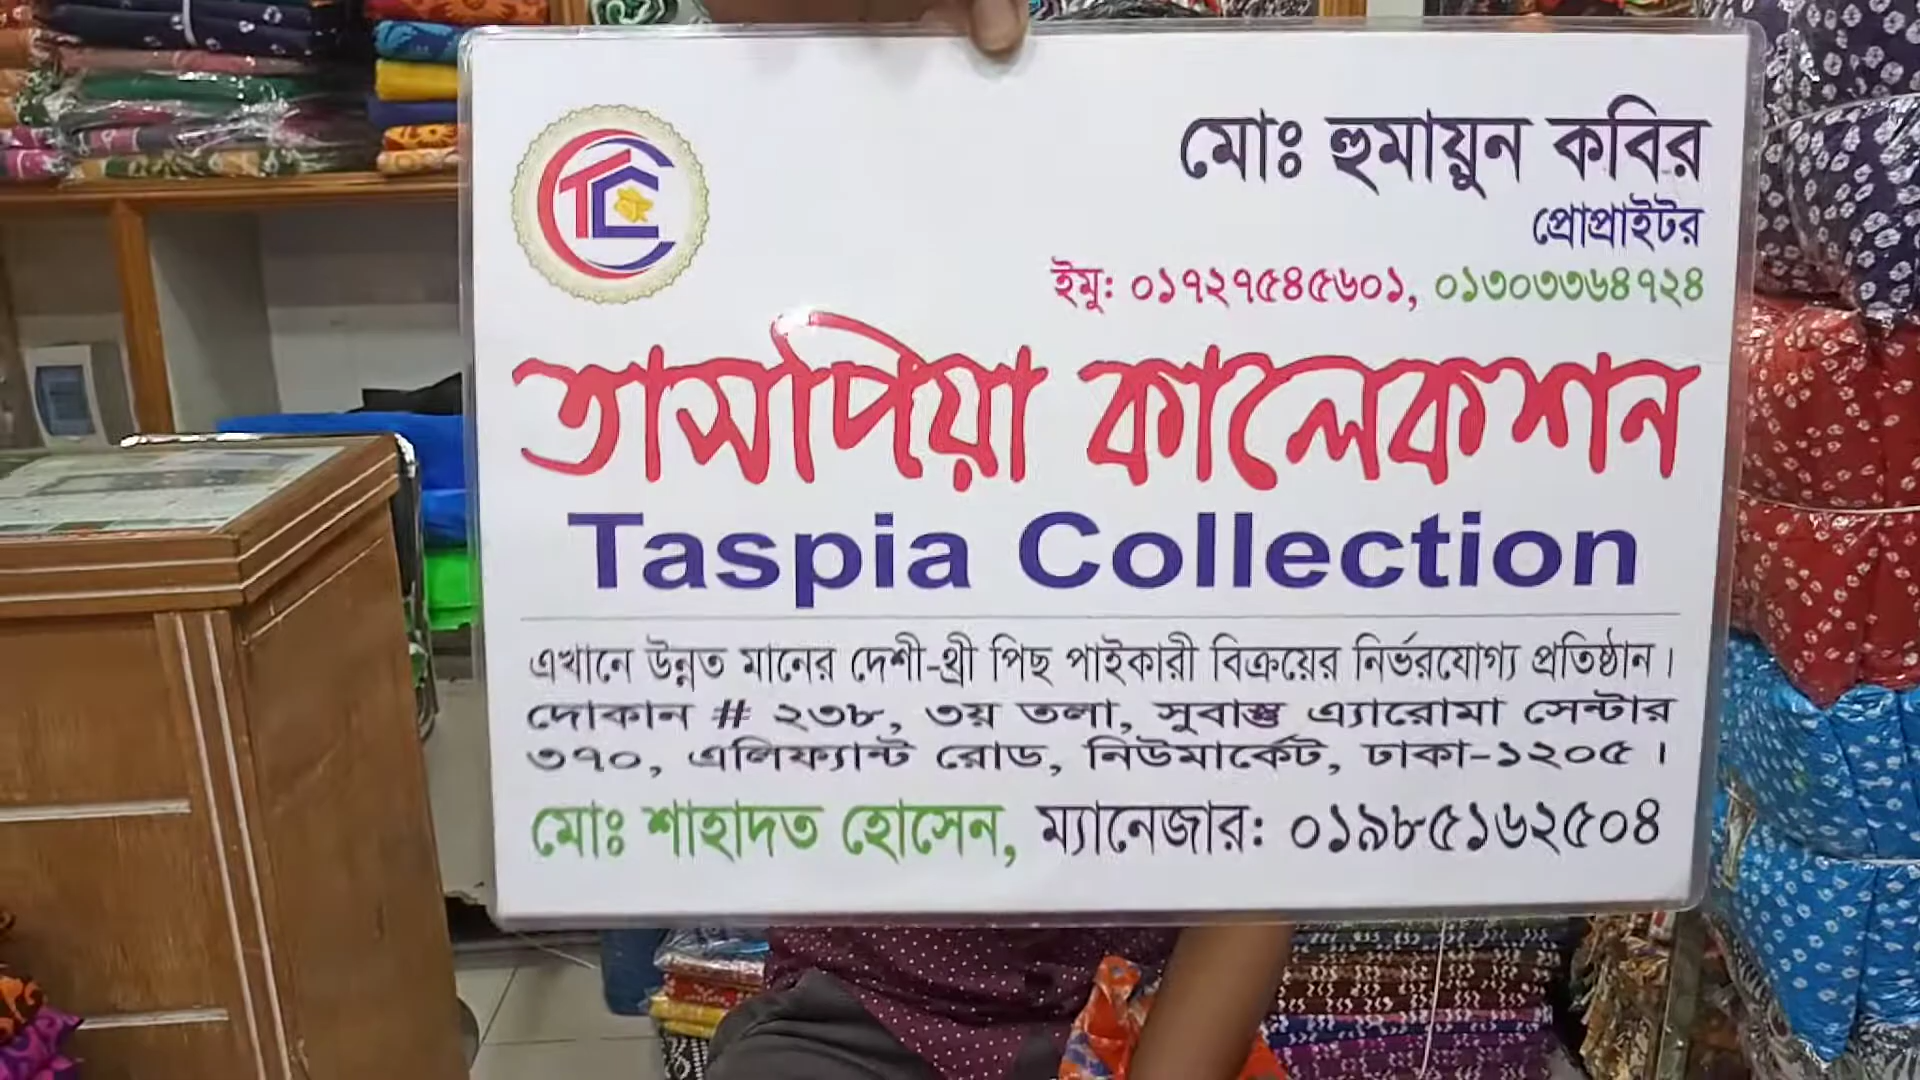 TC
মোঃ হুমায়ুন কবির
প্রোপ্রাইটর
ইমু: ০১৭২৭৫৪৫৬০১, ০১৩০৩৩৬৪৭২৪
তাসপিয়া কালেকশন
Taspia Collection
এখানে উন্নত মানের দেশী-থ্রী পিছ পাইকারী বিক্রয়ের নির্ভরযোগ্য প্রতিষ্ঠান।
দোকান # ২৩৮, ৩য় তলা, সুবাস্তু এ্যারোমা সেন্টার
৩৭০, এলিফ্যান্ট রোড, নিউমার্কেট, ঢাকা-১২০৫ ।
মোঃ শাহাদত হোসেন, ম্যানেজার: ০১৯৮৫১৬২৫০৪